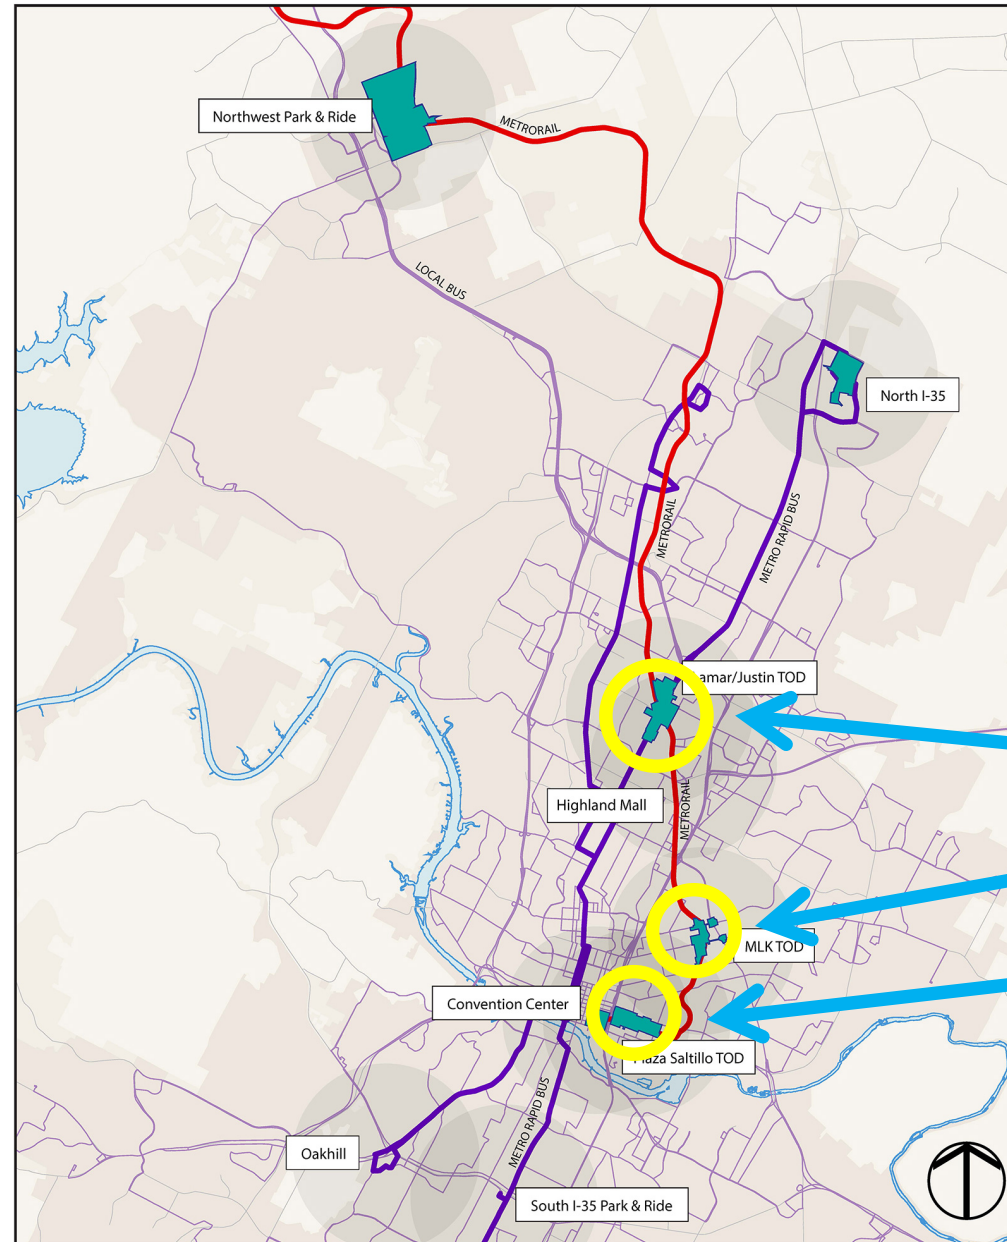 Northwest Park & Ride
METRORAIL
LOCAL BUS
North I-35
METRORAIL
METRO RAPID BUS
amar/Justin TOD
Highland Mall
METRORAIL
MLK TOD
Convention Center
Plaza Saltillo TOD
METRO RAPID BUS
Oakhill
South I-35 Park & Ride